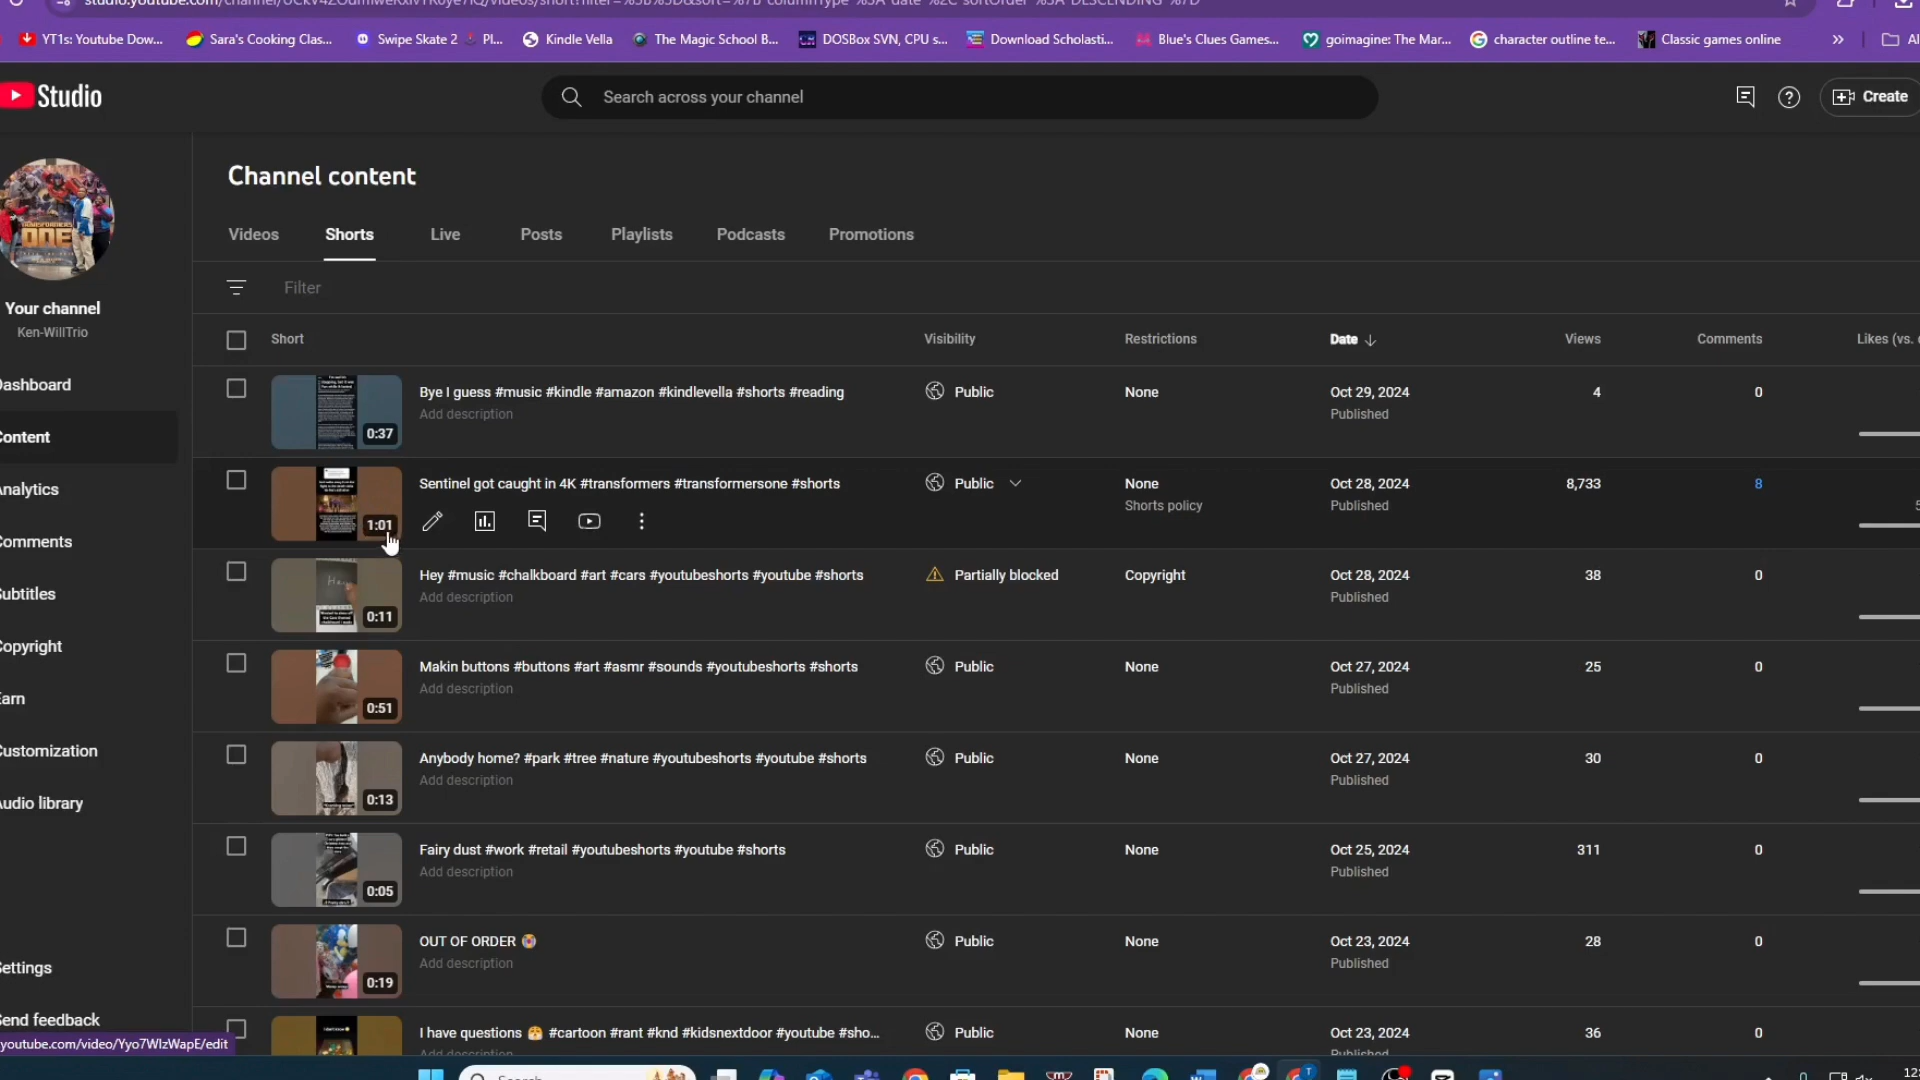 YT1s: Youtube Dow... Sara's Cooking Clas... Swipe Skate 2 Pl... Kindle Vella The Magic School B... DOSBox SVN, CPU s... Download Scholasti... Blue's Clues Games... goimagine: The Mar... character outline te... Classic games online » Al
Studio
Search across your channel
Create
Channel content
Videos Shorts Live Posts Playlists Podcasts Promotions
Your channel
Ken-WillTrio
Filter
Short Visibility Restrictions Date Views Comments Likes (vs.
ashboard
ontent
nalytics
omments
ubtitles
opyright
arn
ustomization
udio library
ettings
end feedback
0:37 Bye I guess #music #kindle #amazon #kindlevella #shorts #reading Public None Oct 29, 2024 4 0
Add description Published
1:01 Sentinel got caught in 4K #transformers #transformersone #shorts Public None Oct 28, 2024 8,733 8
Shorts policy Published
0:11 Hey #music #chalkboard #art #cars #youtubeshorts #youtube #shorts Partially blocked Copyright Oct 28, 2024 38 0
Add description Published
0:51 Makin buttons #buttons #art #asmr #sounds #youtubeshorts #shorts Public None Oct 27, 2024 25 0
Add description Published
0:13 Anybody home? #park #tree #nature #youtubeshorts #youtube #shorts Public None Oct 27, 2024 30 0
Add description Published
0:05 Fairy dust #work #retail #youtubeshorts #youtube #shorts Public None Oct 25, 2024 311 0
Add description Published
0:19 OUT OF ORDER Public None Oct 23, 2024 28 0
Add description Published
I have questions 😤 #cartoon #rant #knd #kidsnextdoor #youtube #sho... Public None Oct 23, 2024 36 0
Add description Published
youtube.com/video/Yyo7WIzWapE/edit
Search